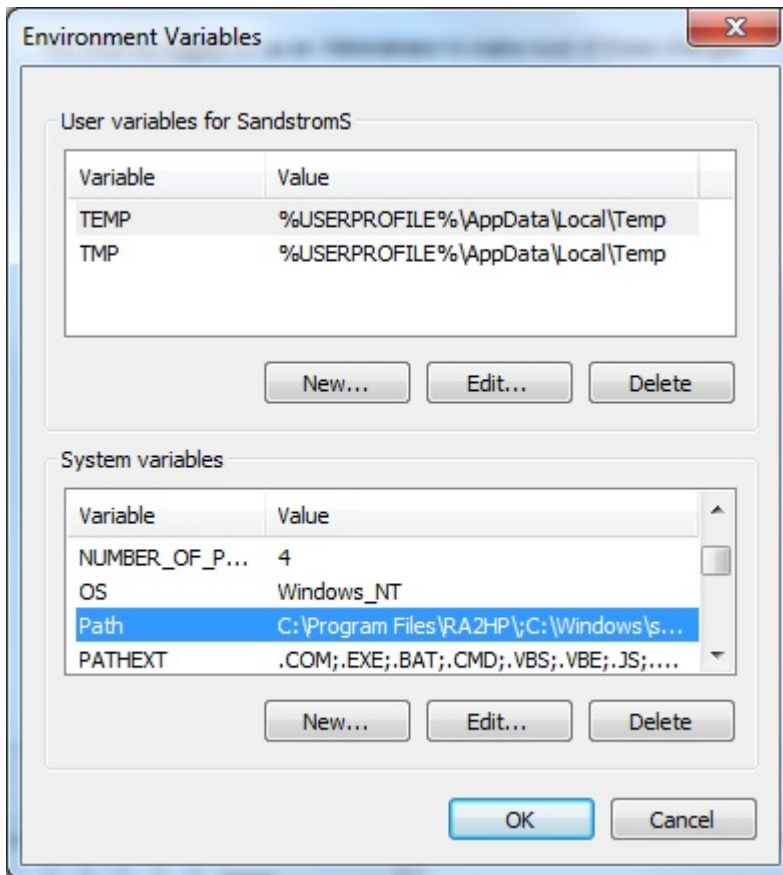 Environment Variables
User variables for SandstromS
Variable Value
TEMP %USERPROFILE%\AppData\Local\Temp
TMP %USERPROFILE%\AppData\Local\Temp
New... Edit... Delete
System variables
Variable Value
NUMBER_OF_P... 4
OS Windows_NT
Path C:\Program Files\RA2HP\;C:\Windows\s...
PATHEXT .COM;.EXE;.BAT;.CMD;.VBS;.VBE;.JS;....
New... Edit... Delete
OK Cancel